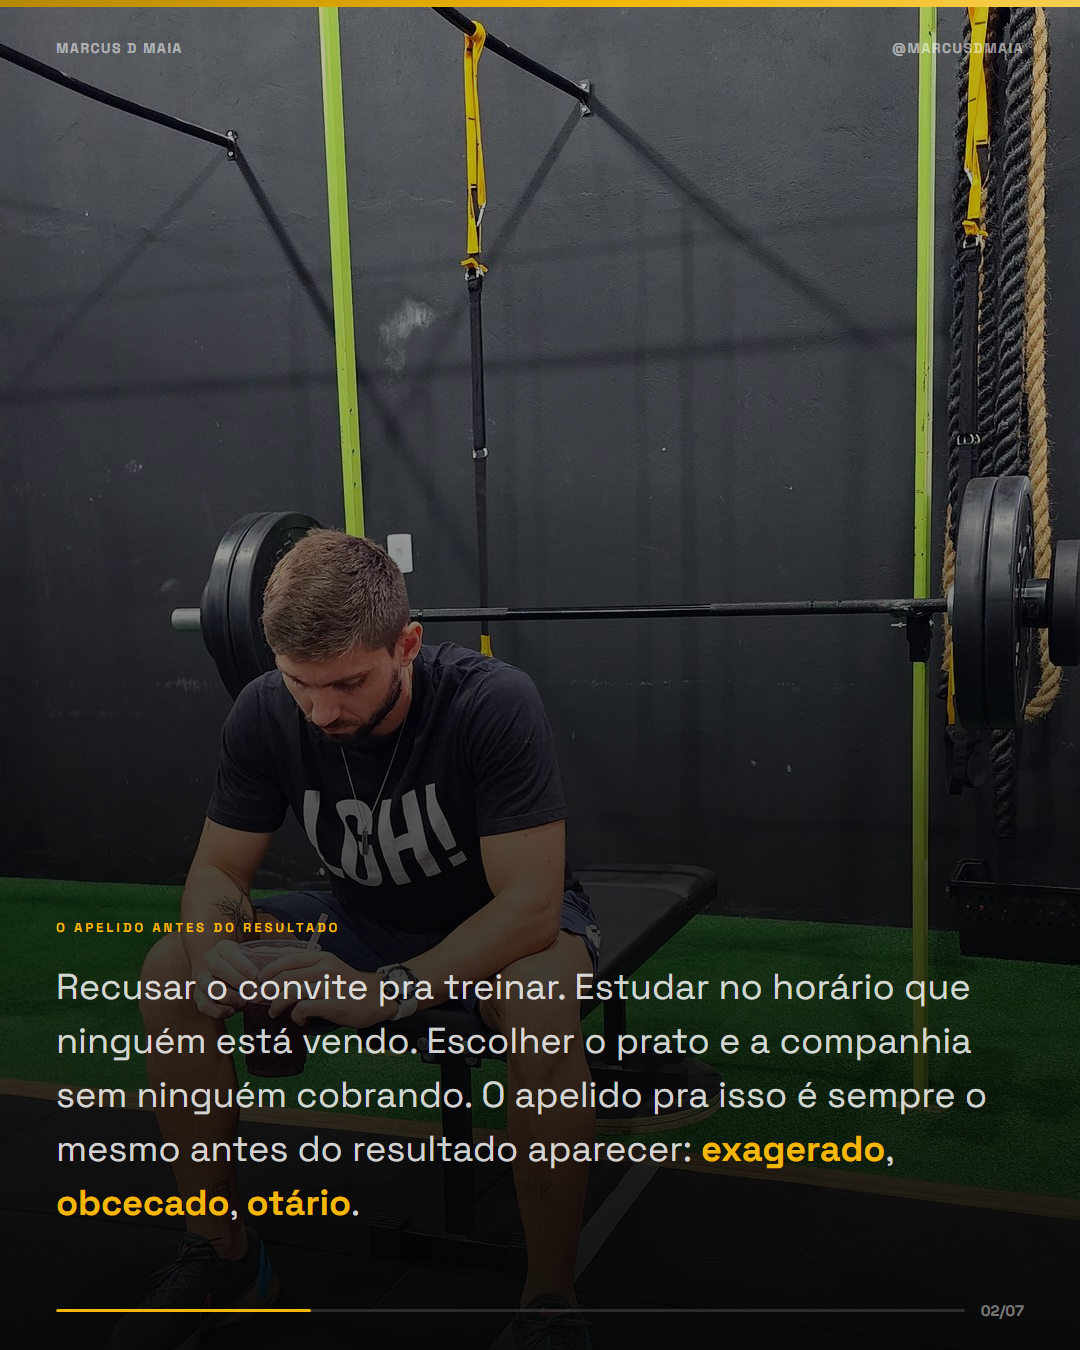 MARCUS D MAIA
@MARCUSDMAIA
LOH!
O APELIDO ANTES DO RESULTADO
Recusar o convite pra treinar. Estudar no horário que
ninguém está vendo. Escolher o prato e a companhia
sem ninguém cobrando. O apelido pra isso é sempre o
mesmo antes do resultado aparecer: exagerado,
obcecado, otário.
02/07